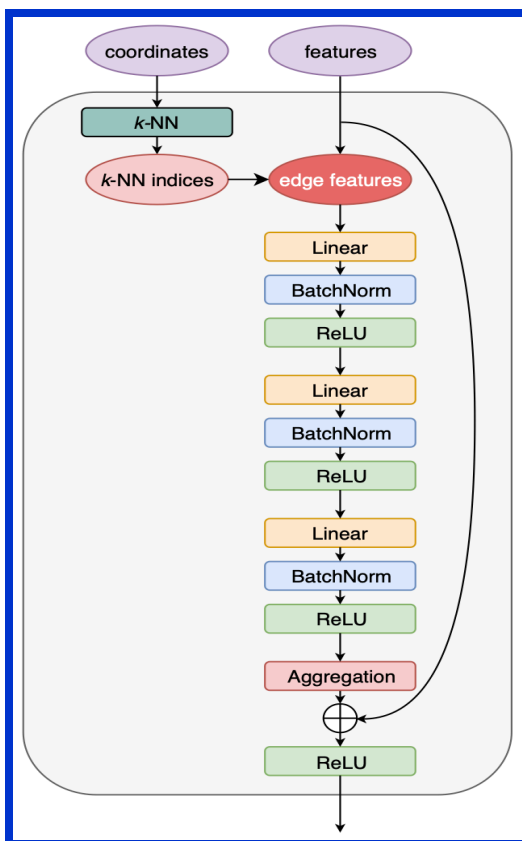 coordinates
features
k-NN
k-NN indices
edge features
Linear
BatchNorm
ReLU
Linear
BatchNorm
ReLU
Linear
BatchNorm
ReLU
Aggregation
ReLU